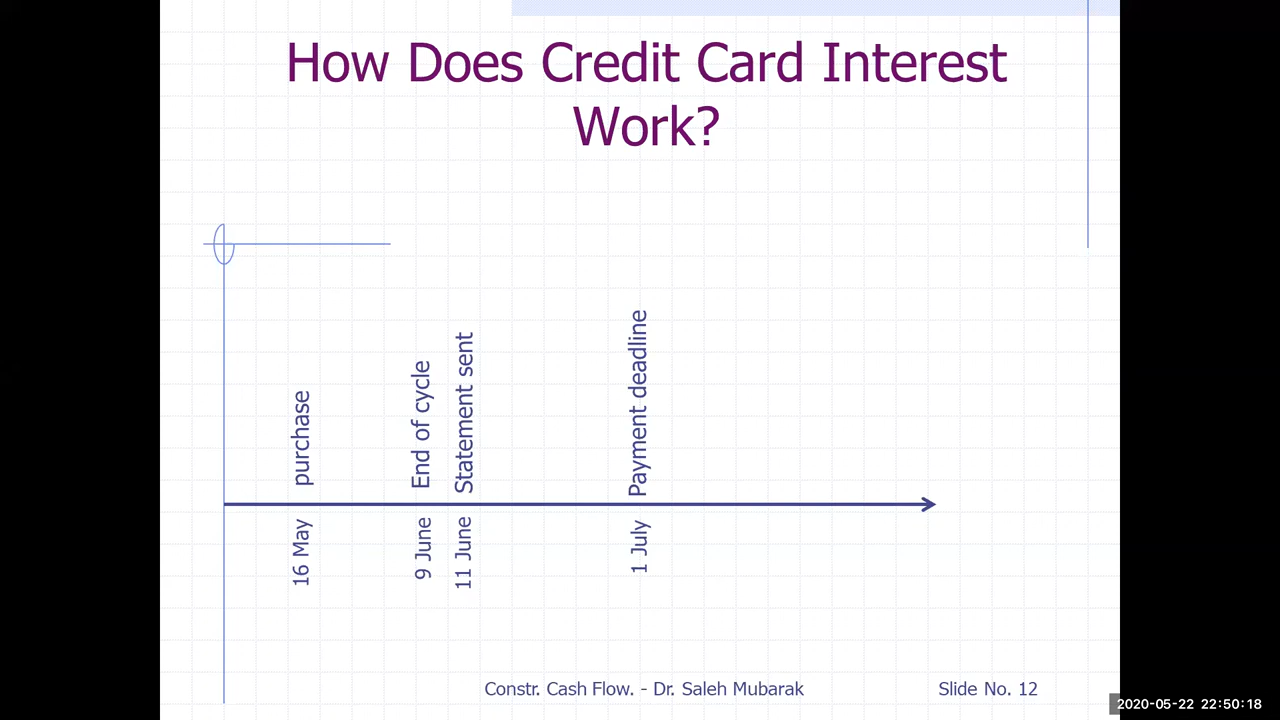 How Does Credit Card Interest
Work?
purchase
End of cycle
Statement sent
Payment deadline
16 May
9 June
11 June
1 July
Constr. Cash Flow. - Dr. Saleh Mubarak
Slide No. 12
2020-05-22 22:50:18